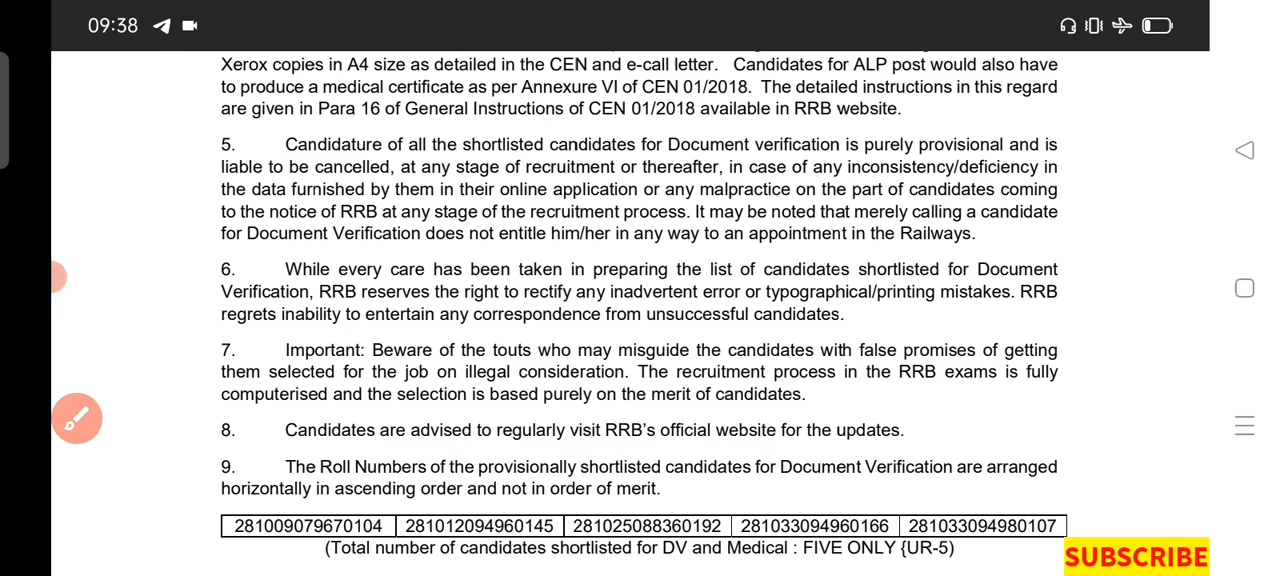 09:38
Xerox copies in A4 size as detailed in the CEN and e-call letter. Candidates for ALP post would also have
to produce a medical certificate as per Annexure VI of CEN 01/2018. The detailed instructions in this regard
are given in Para 16 of General Instructions of CEN 01/2018 available in RRB website.
5. Candidature of all the shortlisted candidates for Document verification is purely provisional and is
liable to be cancelled, at any stage of recruitment or thereafter, in case of any inconsistency/deficiency in
the data furnished by them in their online application or any malpractice on the part of candidates coming
to the notice of RRB at any stage of the recruitment process. It may be noted that merely calling a candidate
for Document Verification does not entitle him/her in any way to an appointment in the Railways.
6. While every care has been taken in preparing the list of candidates shortlisted for Document
Verification, RRB reserves the right to rectify any inadvertent error or typographical/printing mistakes. RRB
regrets inability to entertain any correspondence from unsuccessful candidates.
7. Important: Beware of the touts who may misguide the candidates with false promises of getting
them selected for the job on illegal consideration. The recruitment process in the RRB exams is fully
computerised and the selection is based purely on the merit of candidates.
8. Candidates are advised to regularly visit RRB's official website for the updates.
9. The Roll Numbers of the provisionally shortlisted candidates for Document Verification are arranged
horizontally in ascending order and not in order of merit.
281009079670104 281012094960145 281025088360192 281033094960166 281033094980107
(Total number of candidates shortlisted for DV and Medical : FIVE ONLY {UR-5)
SUBSCRIBE